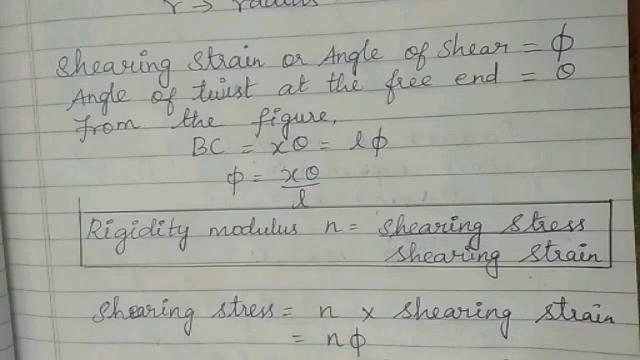 r → radius
Shearing strain or Angle of shear = ϕ
Angle of twist at the free end = θ
From the figure,
BC = xθ = lϕ
ϕ = xθ / l
Rigidity modulus n = shearing stress / shearing strain
Shearing stress = n × shearing strain
= nϕ